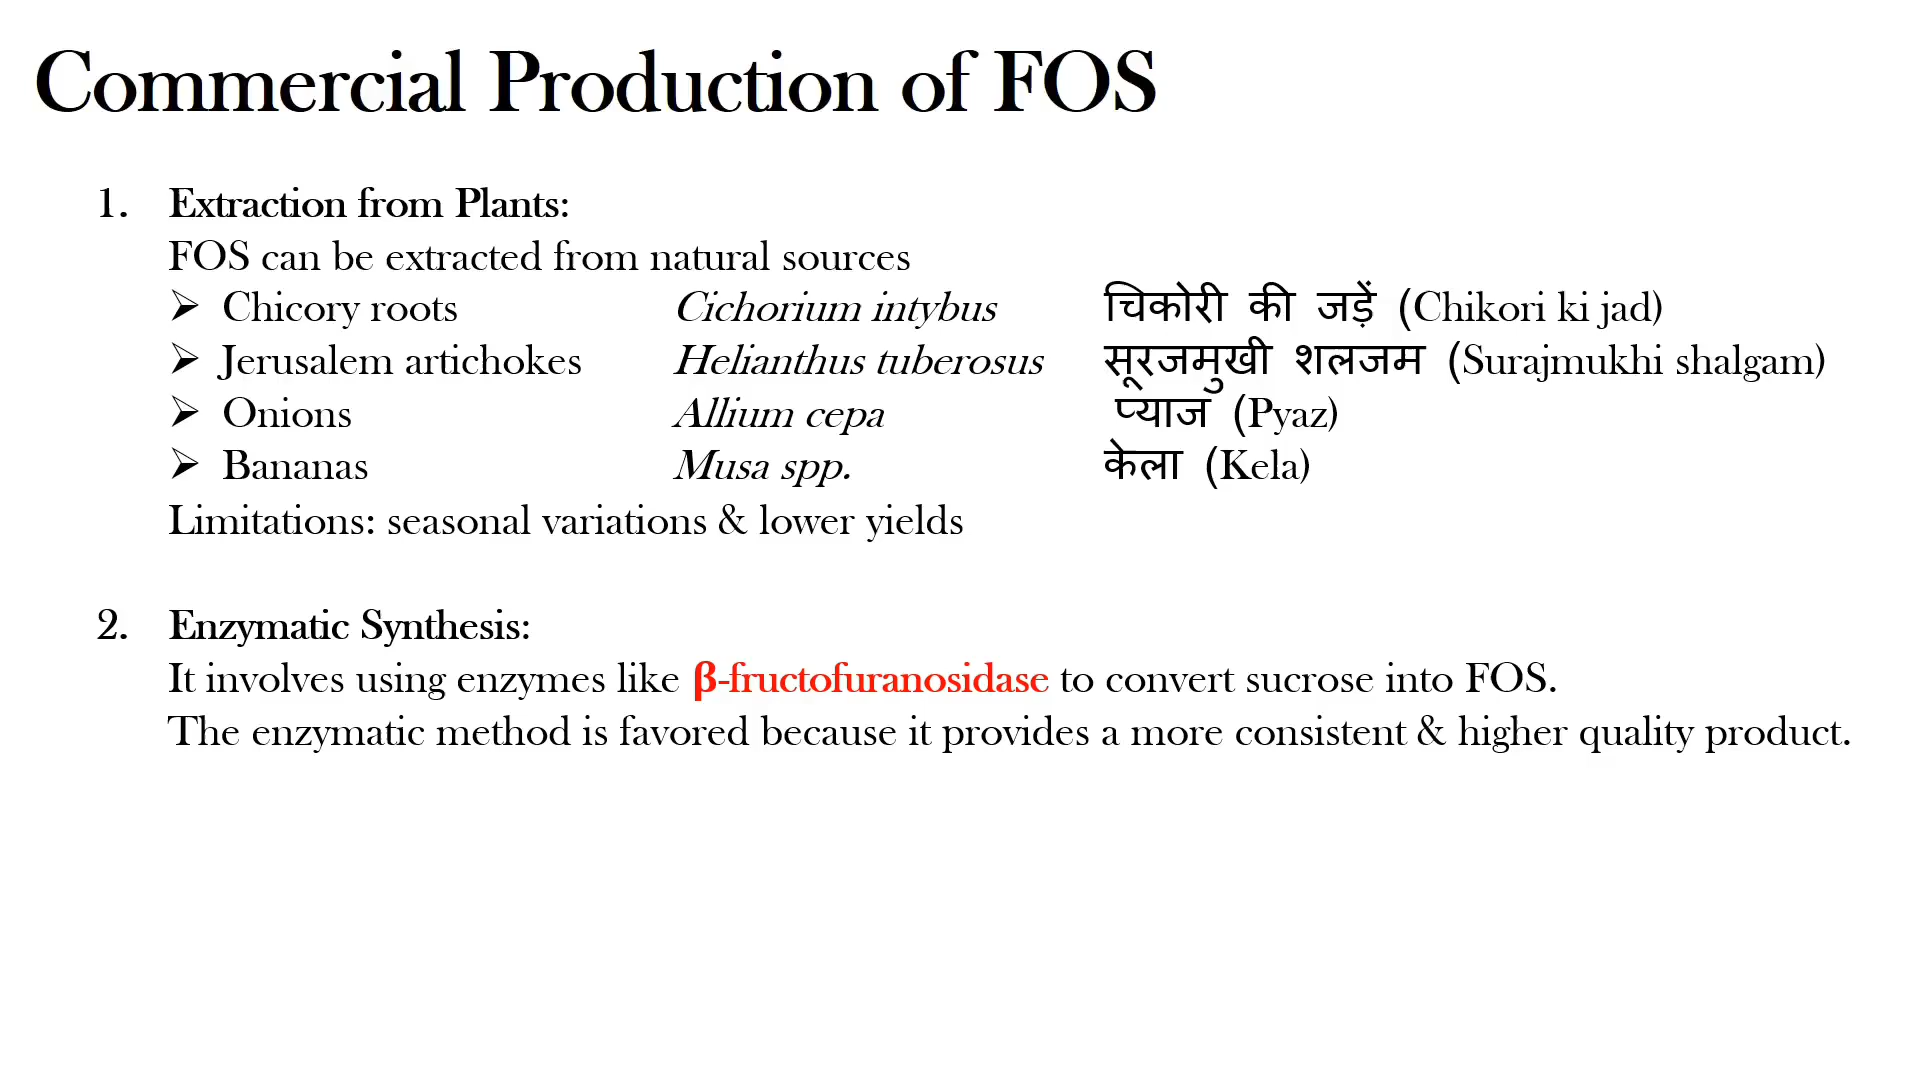 Commercial Production of FOS
1. Extraction from Plants:
FOS can be extracted from natural sources
➢ Chicory roots Cichorium intybus चिकोरी की जड़ें (Chikori ki jad)
➢ Jerusalem artichokes Helianthus tuberosus सूरजमुखी शलजम (Surajmukhi shalgam)
➢ Onions Allium cepa प्याज (Pyaz)
➢ Bananas Musa spp. केला (Kela)
Limitations: seasonal variations & lower yields
2. Enzymatic Synthesis:
It involves using enzymes like β-fructofuranosidase to convert sucrose into FOS.
The enzymatic method is favored because it provides a more consistent & higher quality product.